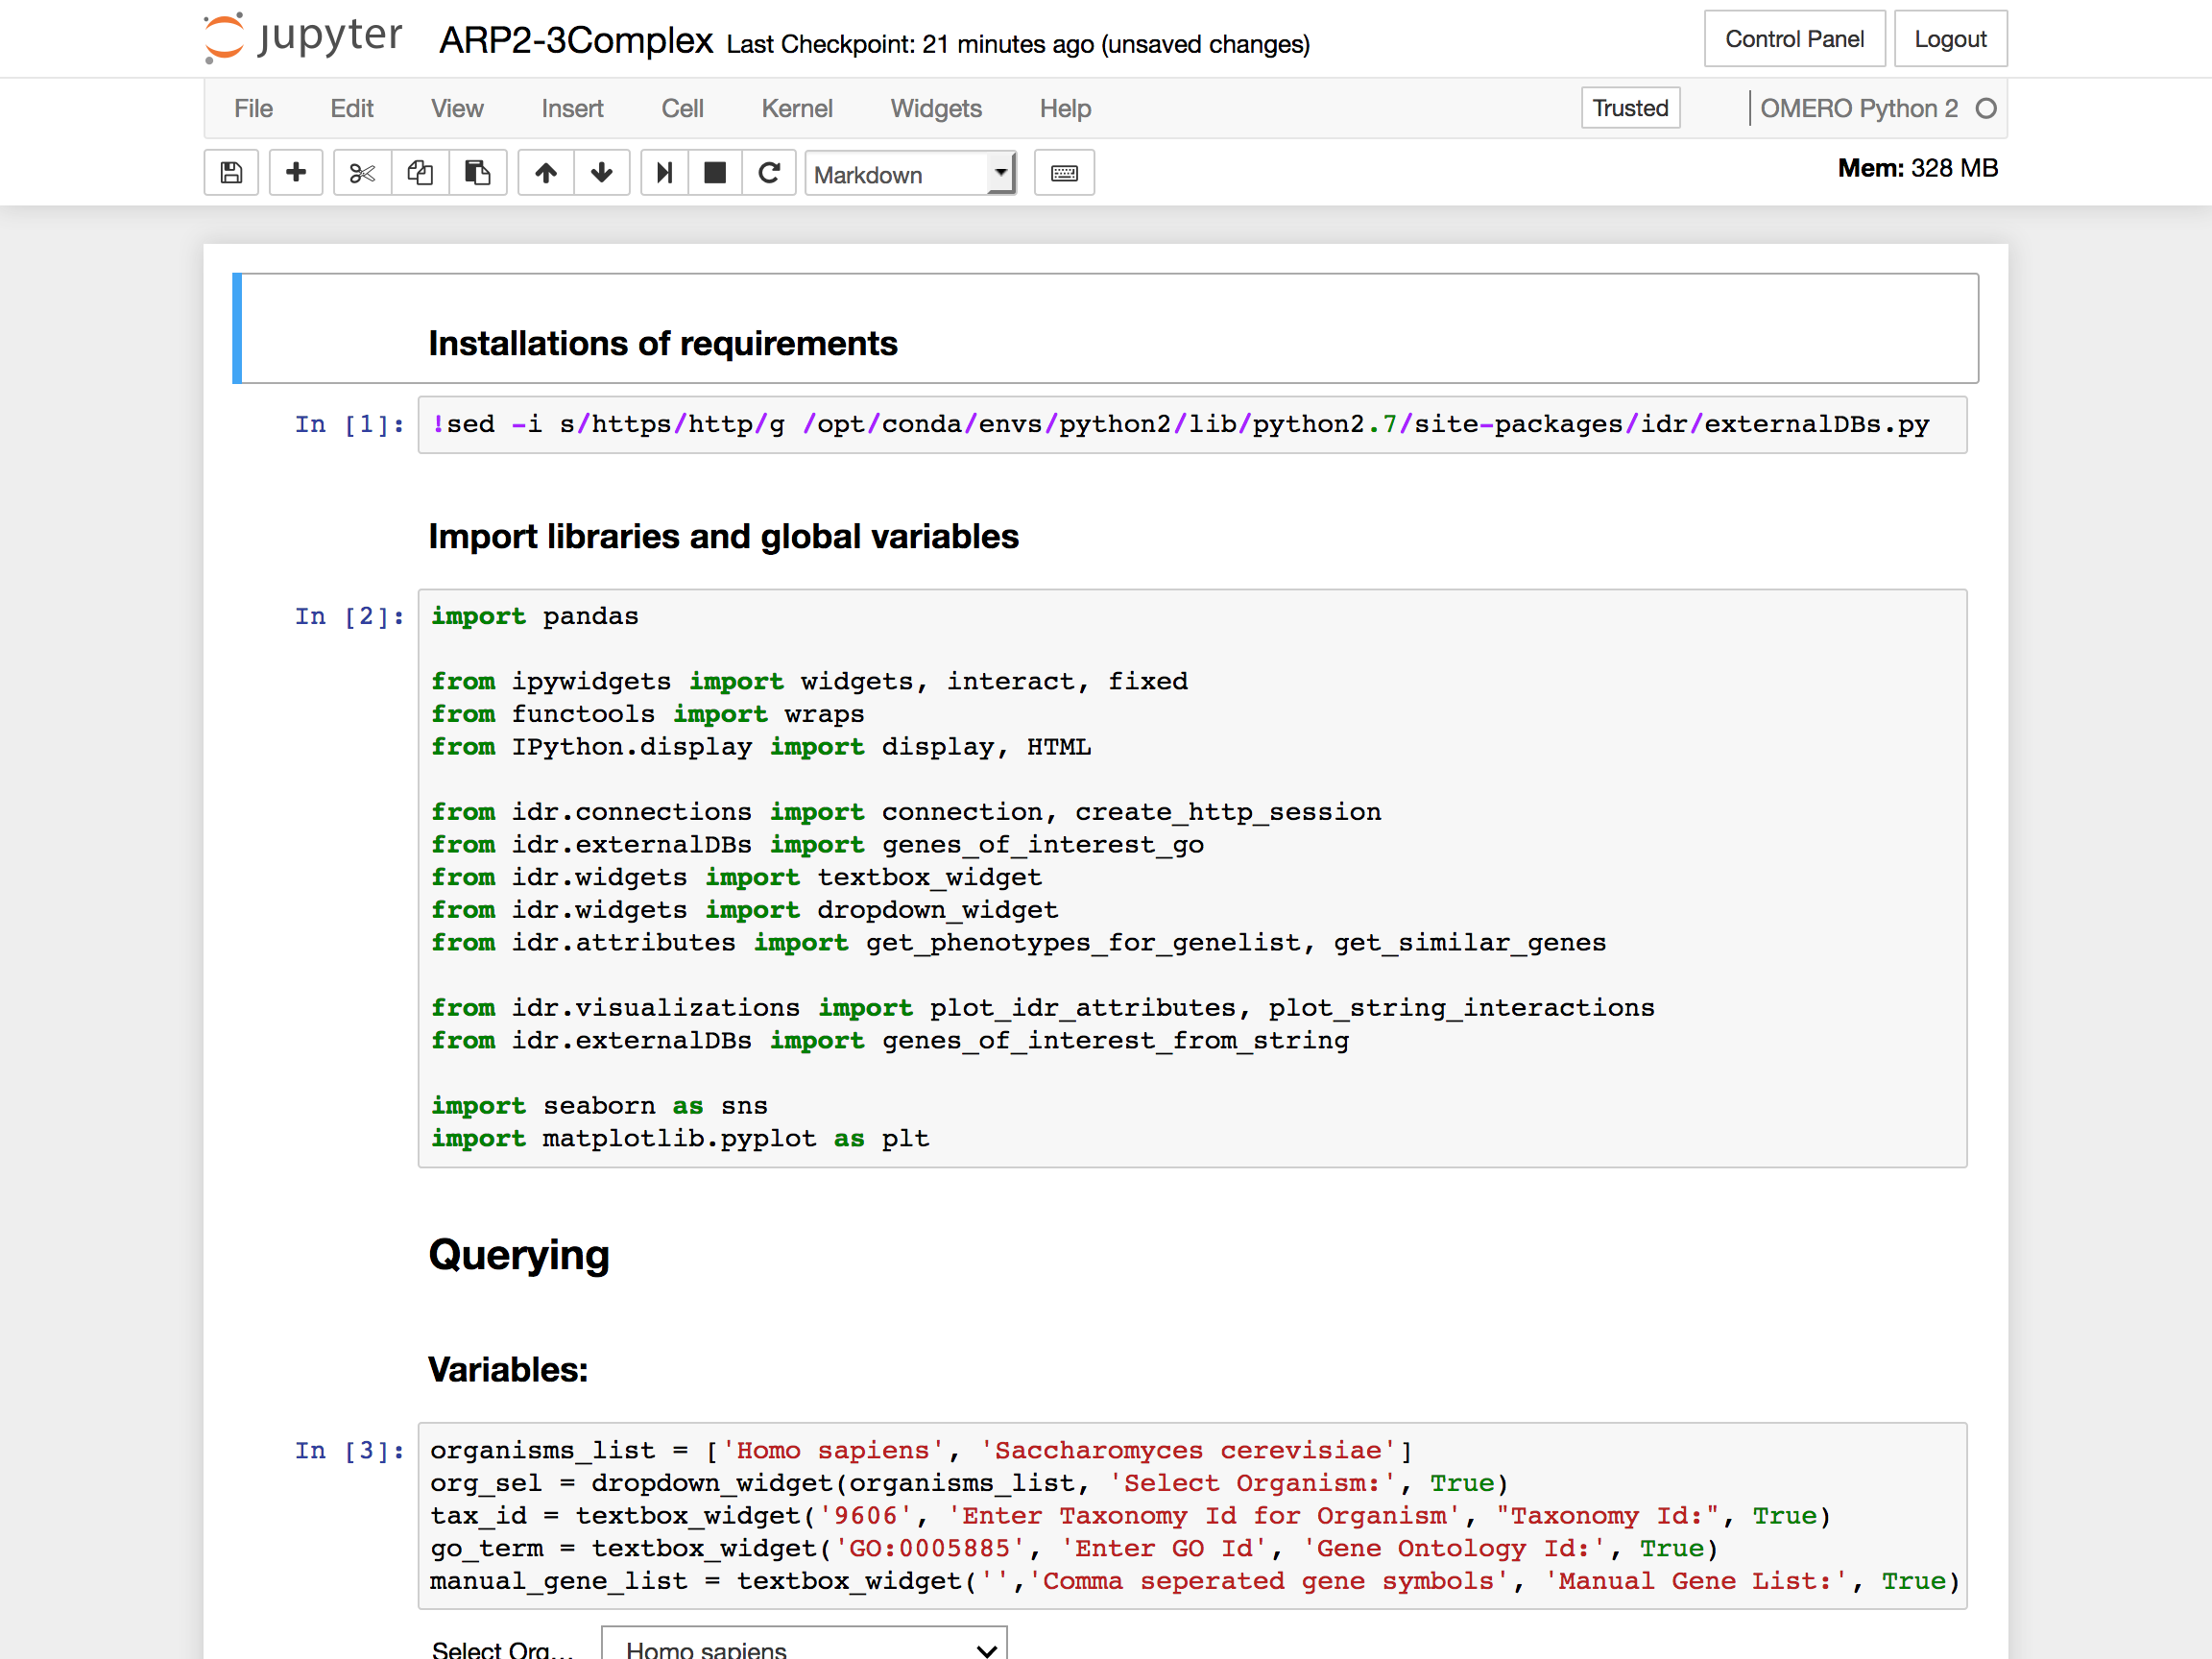 jupyter ARP2-3Complex Last Checkpoint: 21 minutes ago (unsaved changes) Control Panel Logout
File Edit View Insert Cell Kernel Widgets Help Trusted OMERO Python 2
Markdown Mem: 328 MB
Installations of requirements
In [1]: !sed -i s/https/http/g /opt/conda/envs/python2/lib/python2.7/site-packages/idr/externalDBs.py
Import libraries and global variables
In [2]: import pandas
from ipywidgets import widgets, interact, fixed
from functools import wraps
from IPython.display import display, HTML
from idr.connections import connection, create_http_session
from idr.externalDBs import genes_of_interest_go
from idr.widgets import textbox_widget
from idr.widgets import dropdown_widget
from idr.attributes import get_phenotypes_for_genelist, get_similar_genes
from idr.visualizations import plot_idr_attributes, plot_string_interactions
from idr.externalDBs import genes_of_interest_from_string
import seaborn as sns
import matplotlib.pyplot as plt
Querying
Variables:
In [3]: organisms_list = ['Homo sapiens', 'Saccharomyces cerevisiae']
org_sel = dropdown_widget(organisms_list, 'Select Organism:', True)
tax_id = textbox_widget('9606', 'Enter Taxonomy Id for Organism', "Taxonomy Id:", True)
go_term = textbox_widget('GO:0005885', 'Enter GO Id', 'Gene Ontology Id:', True)
manual_gene_list = textbox_widget('','Comma seperated gene symbols', 'Manual Gene List:', True)
Select Org... Homo sapiens